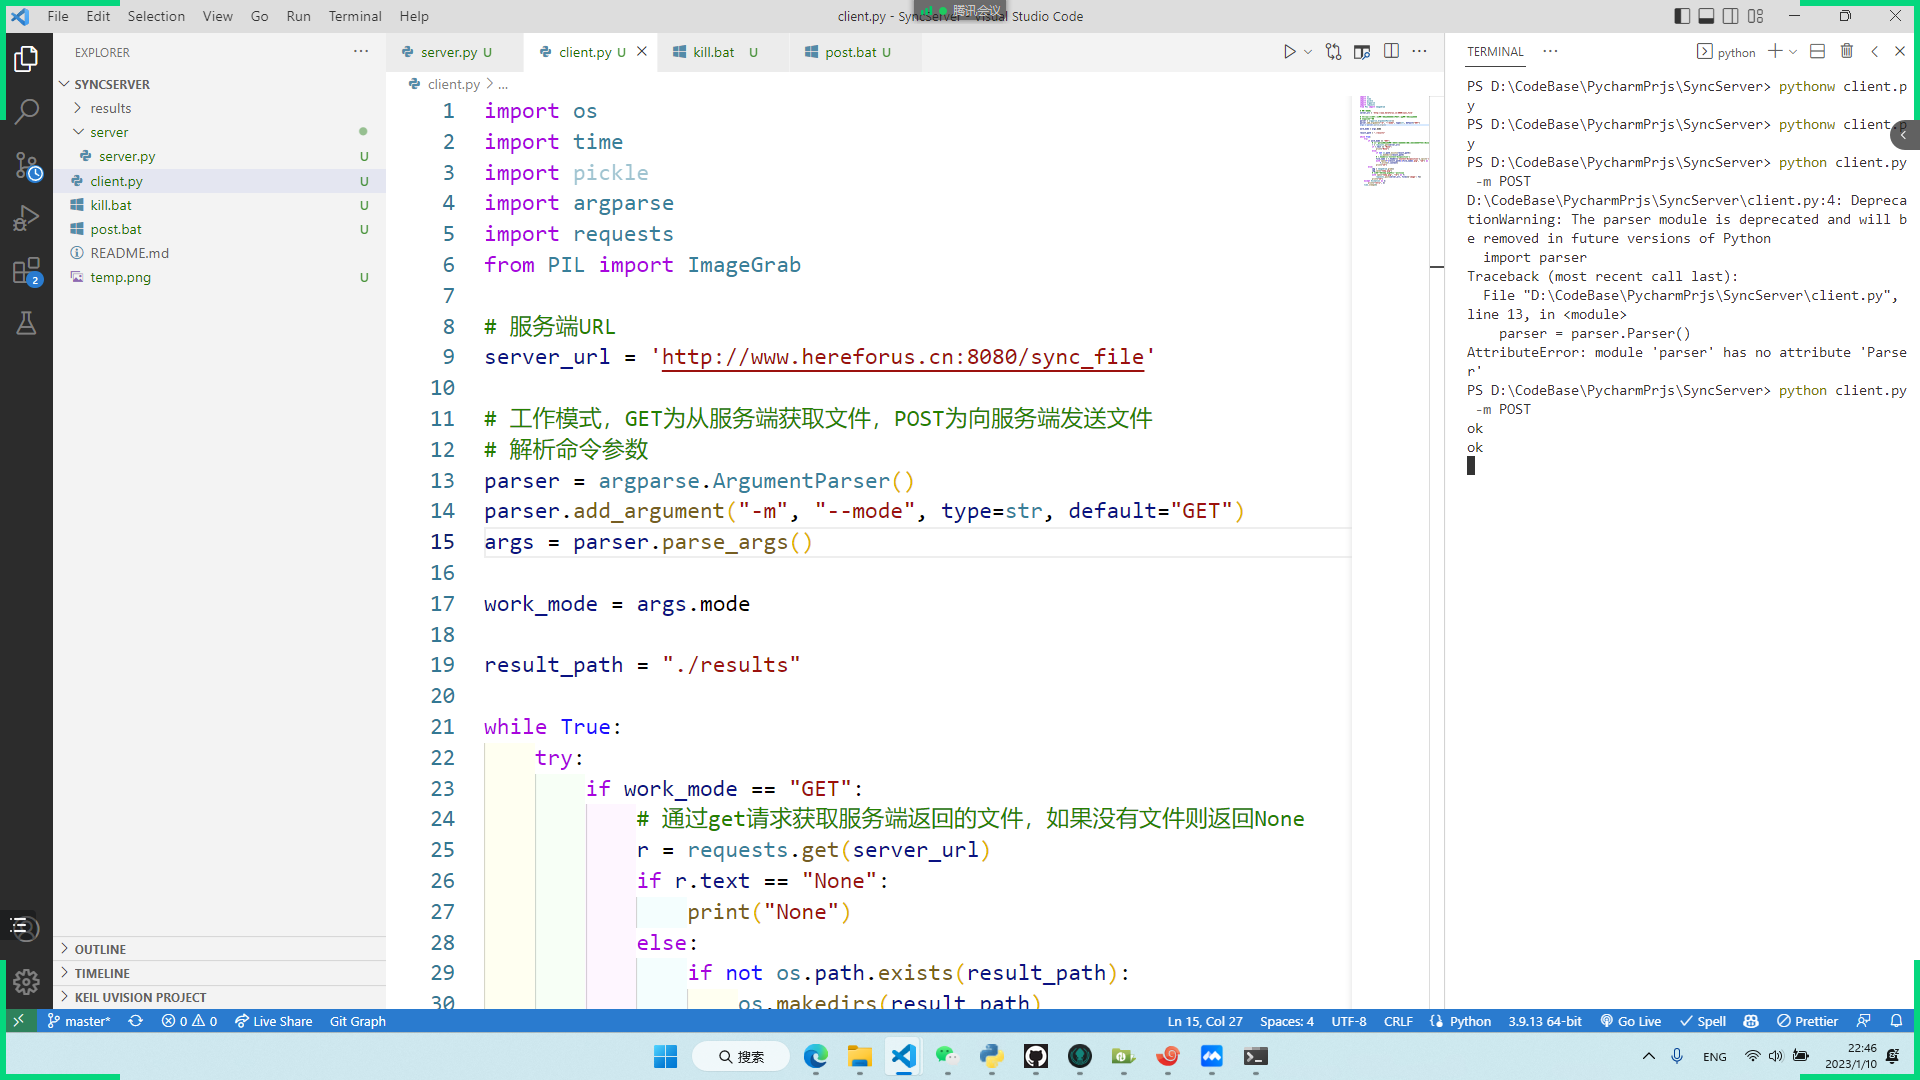 File Edit Selection View Go Run Terminal Help
client.py - SyncServer - Visual Studio Code
腾讯会议
EXPLORER
SYNCSERVER
results
server
server.py U
client.py U
kill.bat U
post.bat U
README.md
temp.png U
OUTLINE
TIMELINE
KEIL UVISION PROJECT
2
server.py U
client.py U
kill.bat U
post.bat U
client.py > ...
1 import os
2 import time
3 import pickle
4 import argparse
5 import requests
6 from PIL import ImageGrab
7
8 # 服务端URL
9 server_url = 'http://www.hereforus.cn:8080/sync_file'
10
11 # 工作模式，GET为从服务端获取文件，POST为向服务端发送文件
12 # 解析命令参数
13 parser = argparse.ArgumentParser()
14 parser.add_argument("-m", "--mode", type=str, default="GET")
15 args = parser.parse_args()
16
17 work_mode = args.mode
18
19 result_path = "./results"
20
21 while True:
22 try:
23 if work_mode == "GET":
24 # 通过get请求获取服务端返回的文件，如果没有文件则返回None
25 r = requests.get(server_url)
26 if r.text == "None":
27 print("None")
28 else:
29 if not os.path.exists(result_path):
30 os.makedirs(result_path)
TERMINAL
python
PS D:\CodeBase\PycharmPrjs\SyncServer> pythonw client.p
y
PS D:\CodeBase\PycharmPrjs\SyncServer> pythonw client.p
y
PS D:\CodeBase\PycharmPrjs\SyncServer> python client.py
-m POST
D:\CodeBase\PycharmPrjs\SyncServer\client.py:4: Depreca
tionWarning: The parser module is deprecated and will b
e removed in future versions of Python
import parser
Traceback (most recent call last):
File "D:\CodeBase\PycharmPrjs\SyncServer\client.py",
line 13, in <module>
parser = parser.Parser()
AttributeError: module 'parser' has no attribute 'Parse
r'
PS D:\CodeBase\PycharmPrjs\SyncServer> python client.py
-m POST
ok
ok
master* 0 0 Live Share Git Graph
Ln 15, Col 27 Spaces: 4 UTF-8 CRLF Python 3.9.13 64-bit Go Live Spell Prettier
搜索
ENG
22:46
2023/1/10